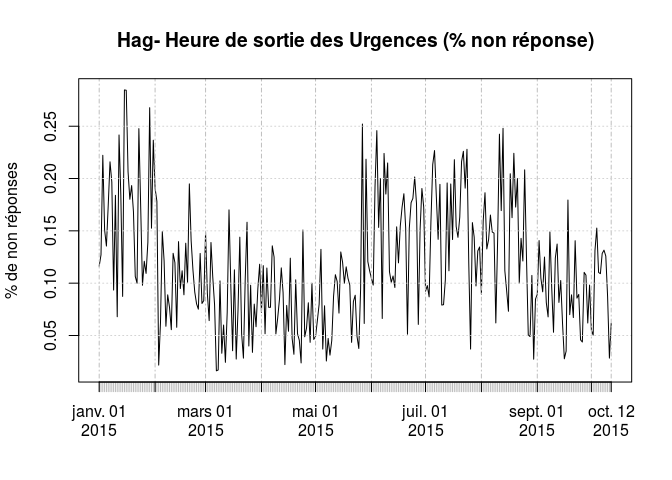 Hag- Heure de sortie des Urgences (% non réponse)
% de non réponses
0.25
0.20
0.15
0.10
0.05
janv. 01 mars 01 mai 01 juil. 01 sept. 01 oct. 12
2015 2015 2015 2015 2015 2015